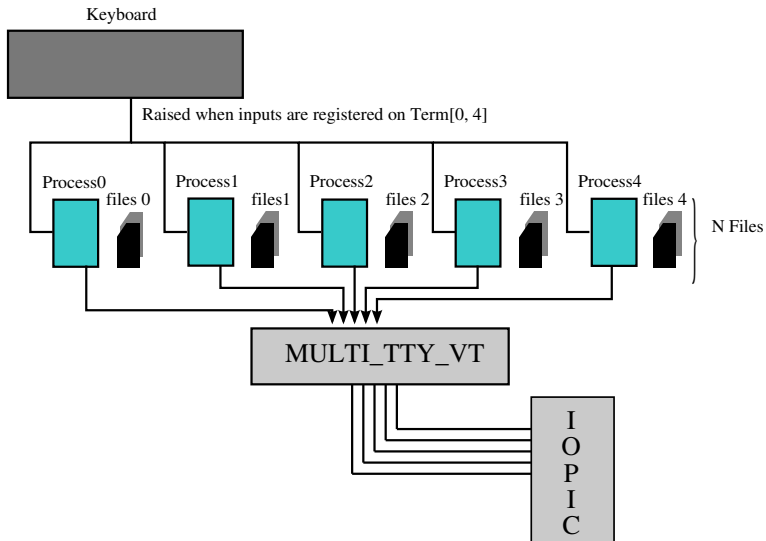 Keyboard
Raised when inputs are registered on Term[0, 4]
Process0
files 0
Process1
files1
Process2
files 2
Process3
files 3
Process4
files 4
N Files
MULTI_TTY_VT
I
O
P
I
C